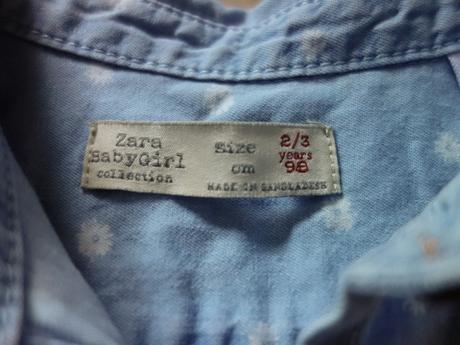 Zara
BabyGirl
collection
size 2/3
years
cm 98
MADE IN BANGLADESH